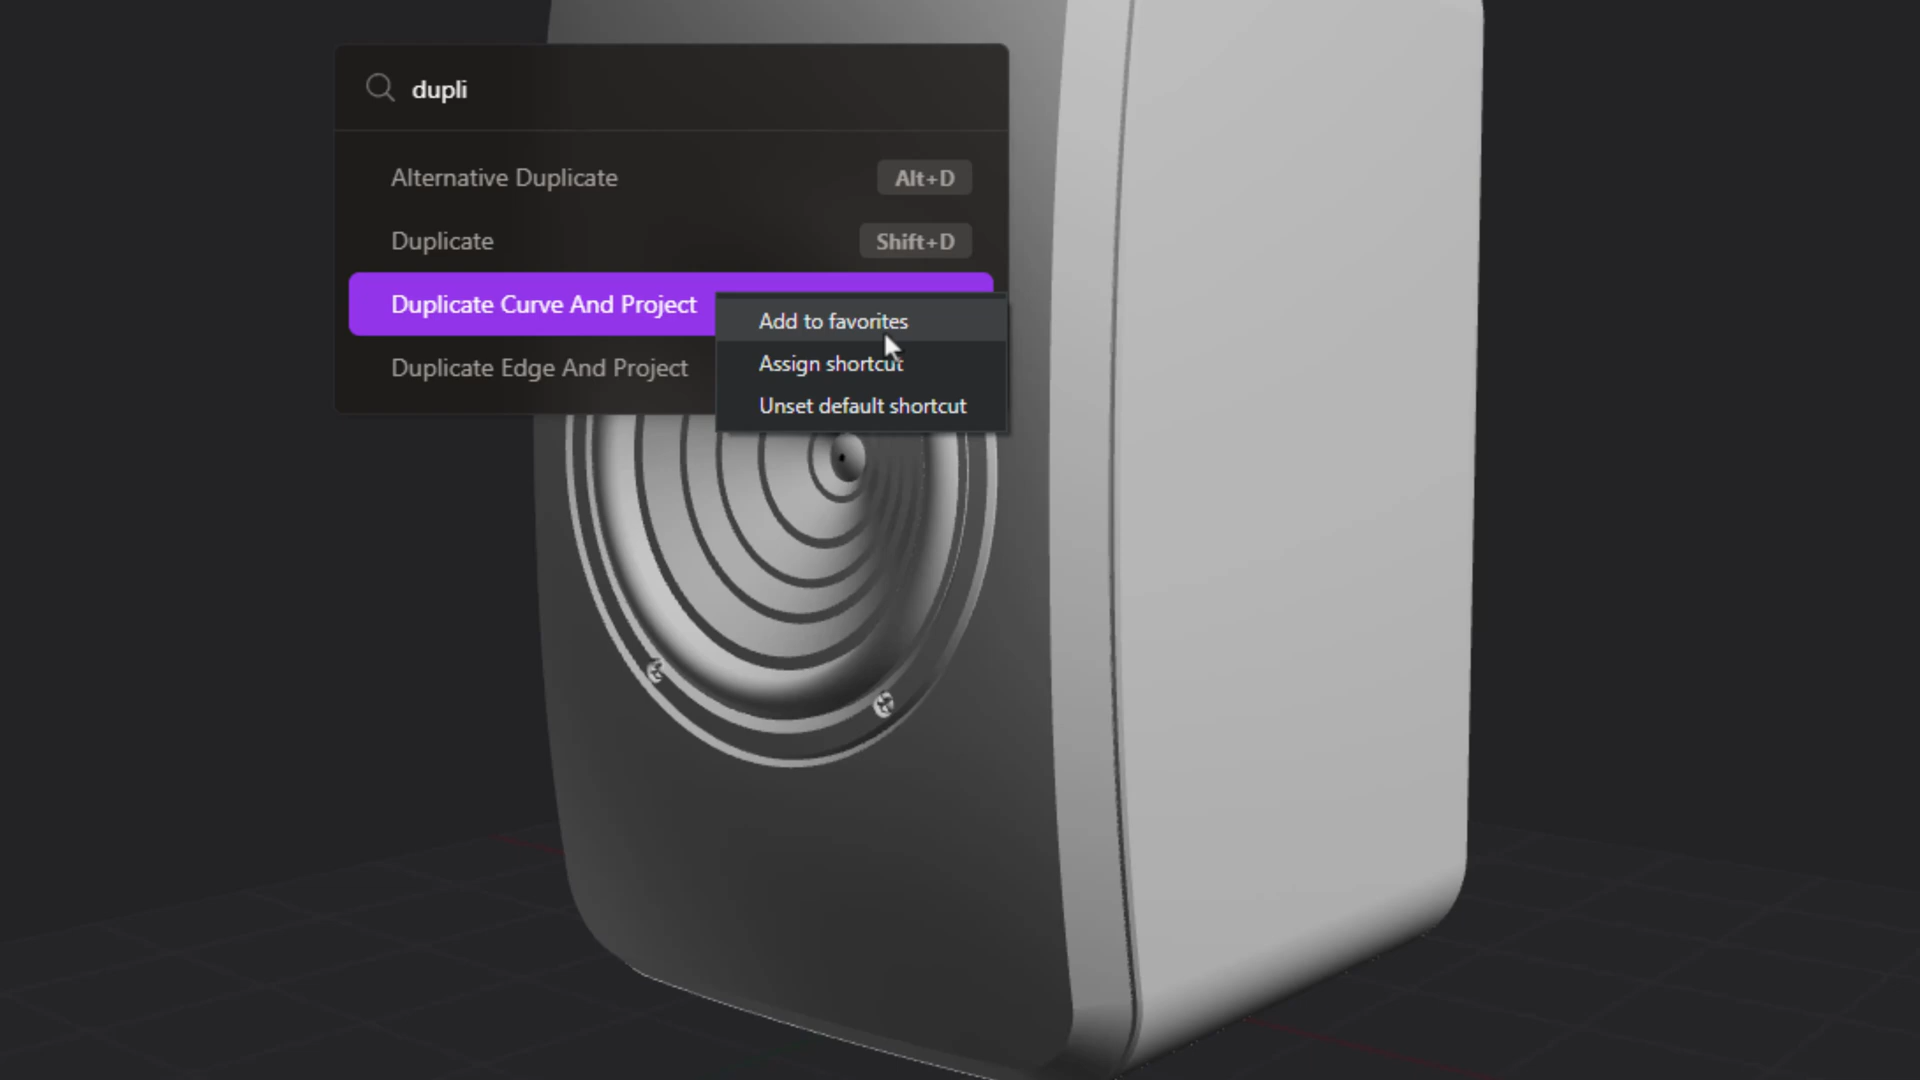 dupli
Alternative Duplicate Alt+D
Duplicate Shift+D
Duplicate Curve And Project
Add to favorites
Assign shortcut
Duplicate Edge And Project
Unset default shortcut